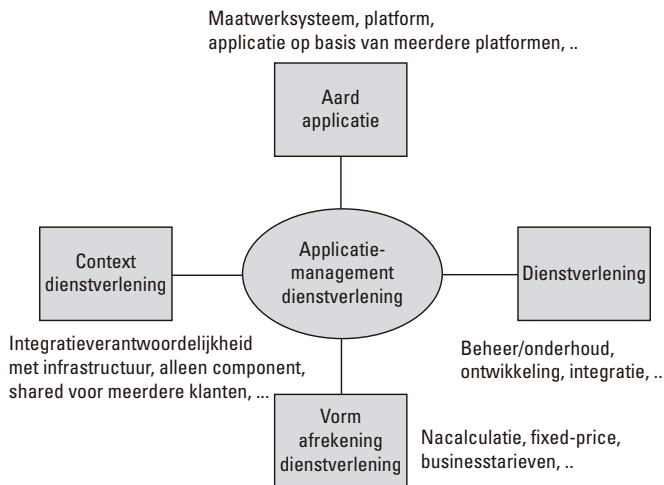 Maatwerksysteem, platform,
applicatie op basis van meerdere platformen, ..
Aard
applicatie
Context
dienstverlening
Applicatie-
management
dienstverlening
Dienstverlening
Integratieverantwoordelijkheid
met infrastructuur, alleen component,
shared voor meerdere klanten, ...
Beheer/onderhoud,
ontwikkeling, integratie, ..
Vorm
afrekening
dienstverlening
Nacalculatie, fixed-price,
businesstarieven, ..